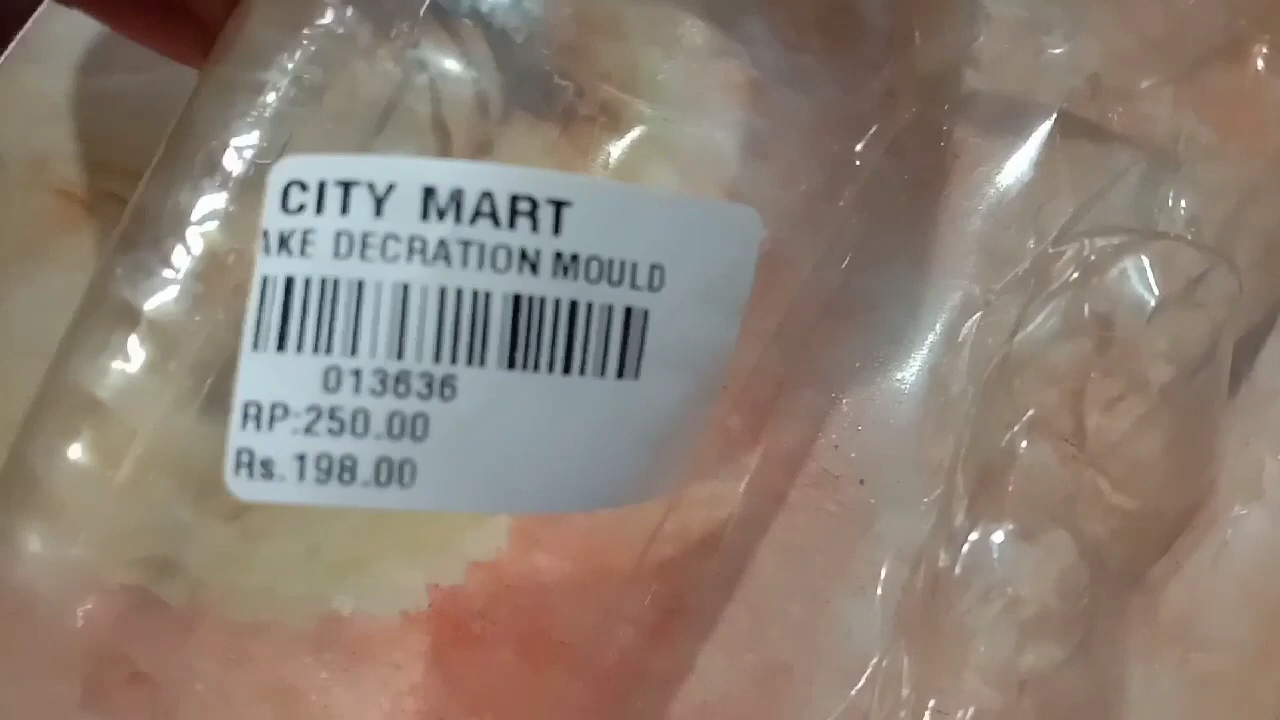 CITY MART
AKE DECRATION MOULD
013636
RP:250.00
Rs.198.00